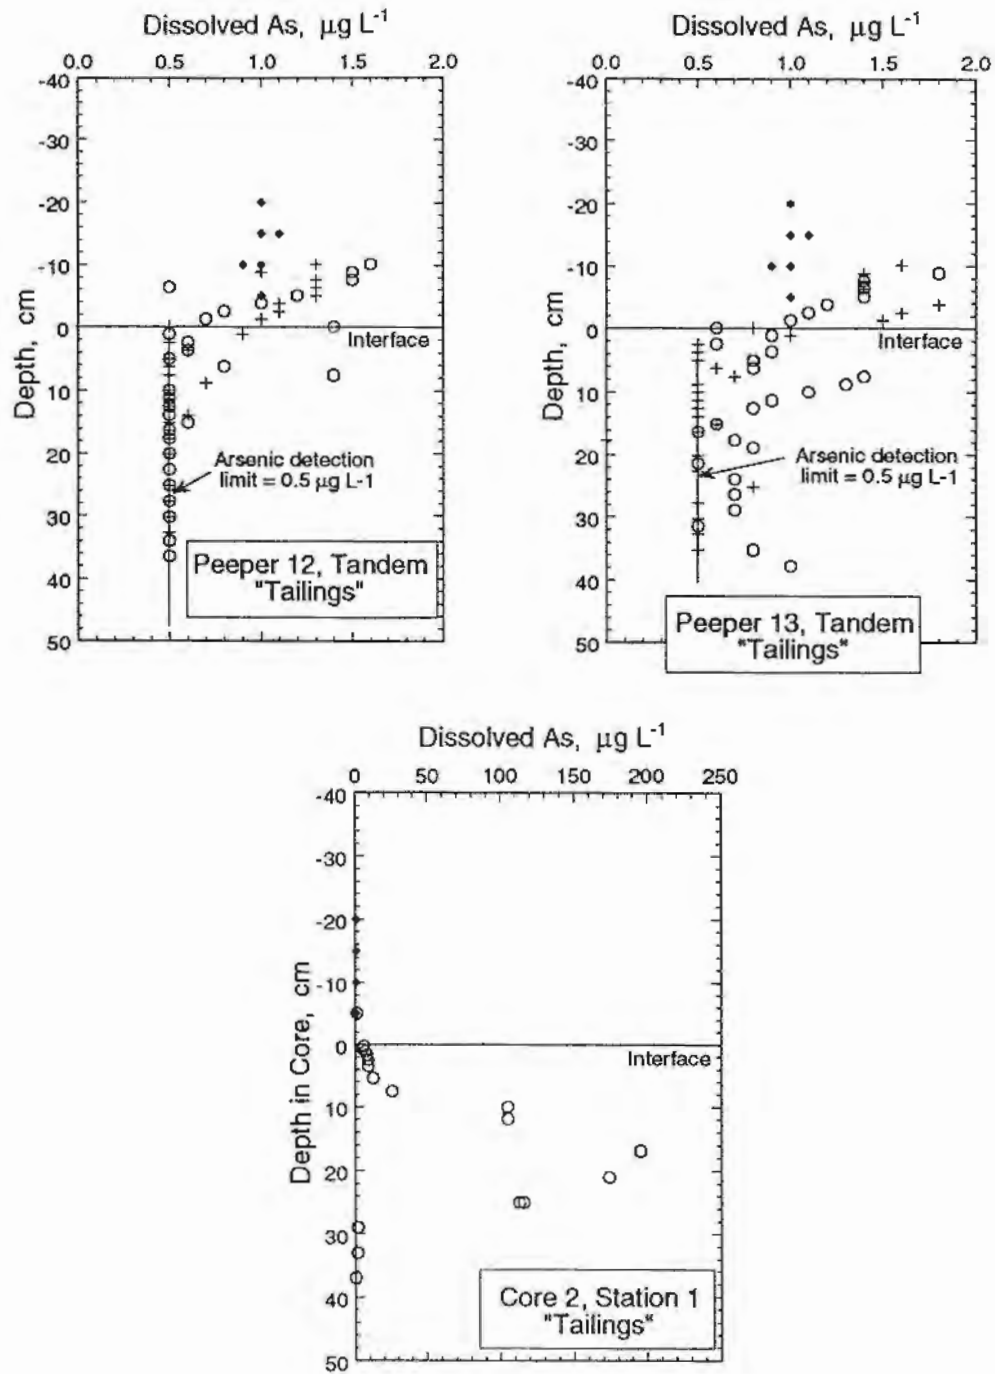 Dissolved As, µg L-1
0.0 0.5 1.0 1.5 2.0
-40
-30
-20
-10
0
10
20
30
40
50
Depth, cm
Interface
Arsenic detection
limit = 0.5 µg L-1
Peeper 12, Tandem
"Tailings"
Dissolved As, µg L-1
0.0 0.5 1.0 1.5 2.0
-40
-30
-20
-10
0
10
20
30
40
50
Depth, cm
Interface
Arsenic detection
limit = 0.5 µg L-1
Peeper 13, Tandem
"Tailings"
Dissolved As, µg L-1
0 50 100 150 200 250
-40
-30
-20
-10
0
10
20
30
40
50
Depth in Core, cm
Interface
Core 2, Station 1
"Tailings"